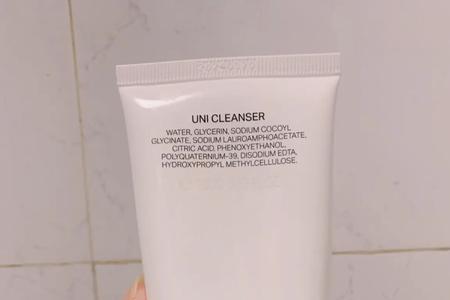 UNI CLEANSER
WATER, GLYCERIN, SODIUM COCOYL
GLYCINATE, SODIUM LAUROAMPHOACETATE,
CITRIC ACID, PHENOXYETHANOL,
POLYQUATERNIUM-39, DISODIUM EDTA,
HYDROXYPROPYL METHYLCELLULOSE.